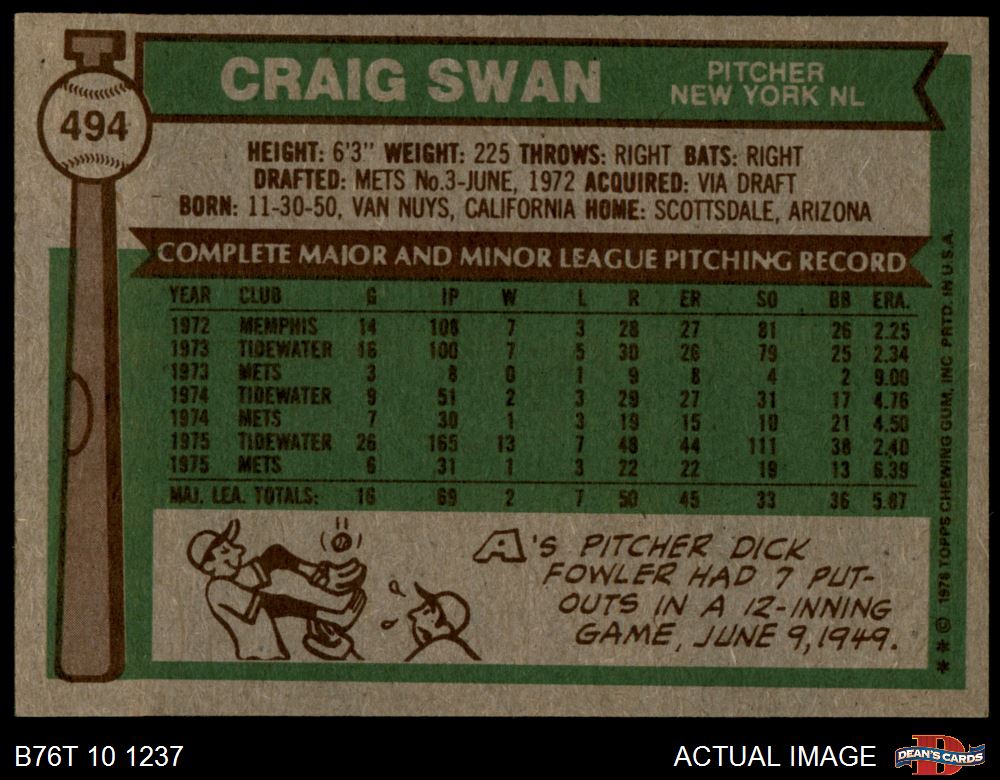 494
CRAIG SWAN
PITCHER
NEW YORK NL
HEIGHT: 6'3" WEIGHT: 225 THROWS: RIGHT BATS: RIGHT
DRAFTED: METS No.3-JUNE, 1972 ACQUIRED: VIA DRAFT
BORN: 11-30-50, VAN NUYS, CALIFORNIA HOME: SCOTTSDALE, ARIZONA
COMPLETE MAJOR AND MINOR LEAGUE PITCHING RECORD
YEAR CLUB G IP W L R ER SO BB ERA.
1972 MEMPHIS 14 108 7 3 28 27 81 26 2.25
1973 TIDEWATER 16 100 7 5 30 26 79 25 2.34
1973 METS 3 8 0 1 9 8 4 2 9.00
1974 TIDEWATER 9 51 2 3 29 27 31 17 4.76
1974 METS 7 30 1 3 19 15 10 21 4.50
1975 TIDEWATER 26 165 13 7 48 44 111 38 2.40
1975 METS 6 31 1 3 22 22 19 13 6.39
MAJ. LEA. TOTALS: 16 69 2 7 50 45 33 36 5.87
A'S PITCHER DICK
FOWLER HAD 7 PUT-
OUTS IN A 12-INNING
GAME, JUNE 9, 1949.
** © 1976 TOPPS CHEWING GUM, INC. PRTD. IN U.S.A.
B76T 10 1237
ACTUAL IMAGE
D
DEAN'S CARDS